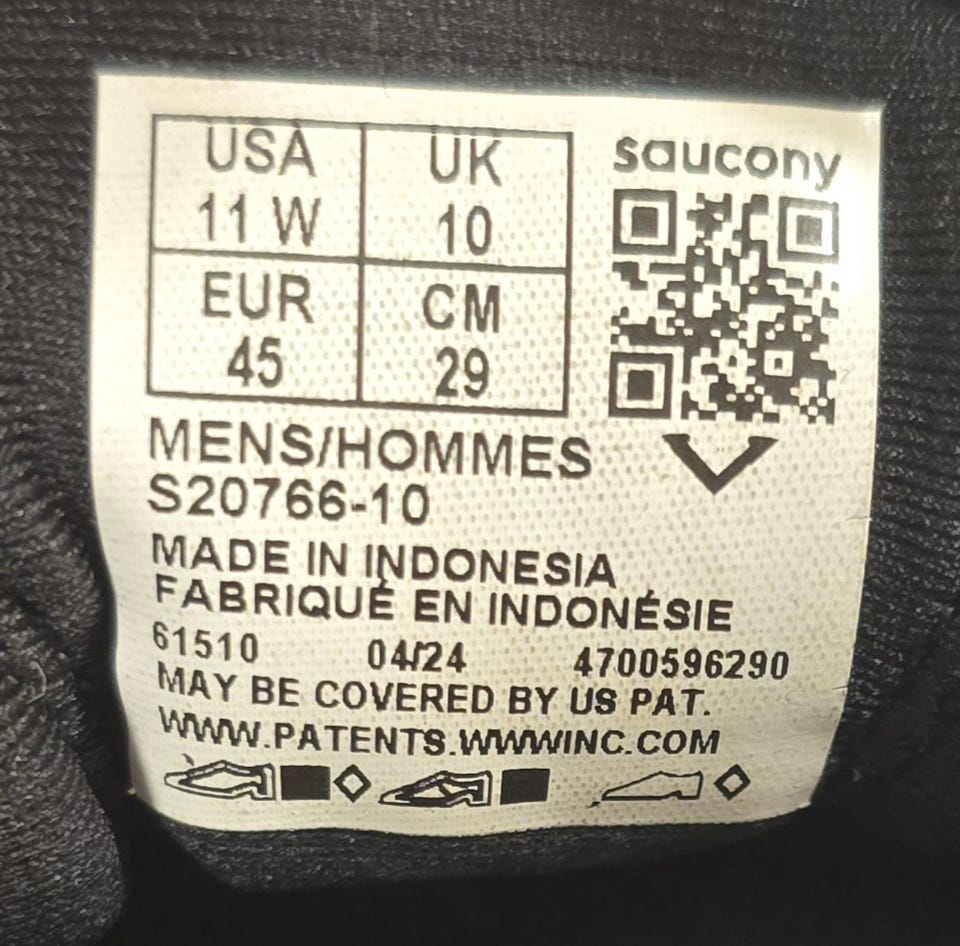 USA UK
11 W 10
EUR CM
45 29
saucony
MENS/HOMMES
S20766-10
MADE IN INDONESIA
FABRIQUÉ EN INDONÉSIE
61510 04/24 4700596290
MAY BE COVERED BY US PAT.
WWW.PATENTS.WWWINC.COM